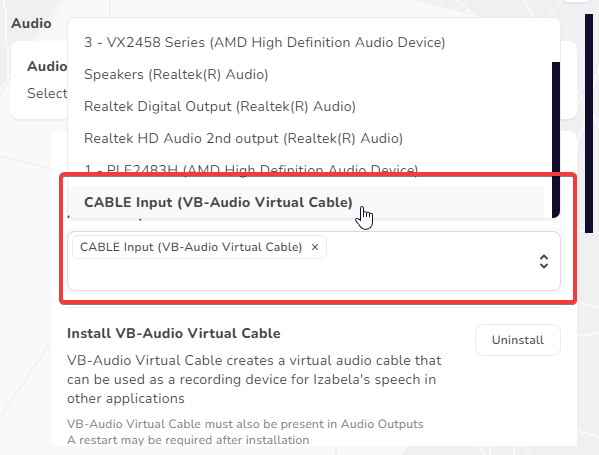 Audio
3 - VX2458 Series (AMD High Definition Audio Device)
Audio
Speakers (Realtek(R) Audio)
Select
Realtek Digital Output (Realtek(R) Audio)
Realtek HD Audio 2nd output (Realtek(R) Audio)
1 - PLE2483H (AMD High Definition Audio Device)
CABLE Input (VB-Audio Virtual Cable)
CABLE Input (VB-Audio Virtual Cable) ×
Install VB-Audio Virtual Cable
Uninstall
VB-Audio Virtual Cable creates a virtual audio cable that
can be used as a recording device for Izabela's speech in
other applications
VB-Audio Virtual Cable must also be present in Audio Outputs
A restart may be required after installation